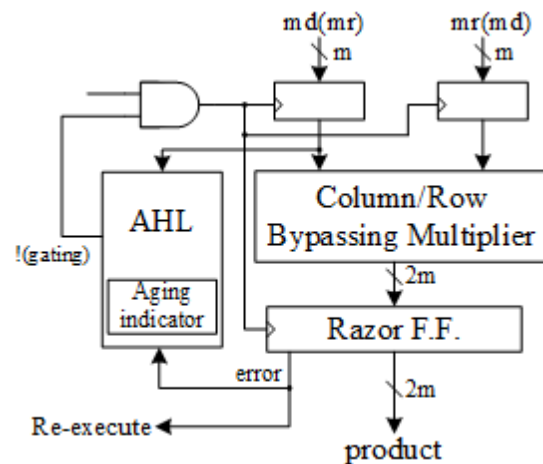 md(mr)
mr(md)
m
m
AHL
Column/Row
Bypassing Multiplier
!(gating)
Aging
indicator
2m
Razor F.F.
error
2m
Re-execute
product